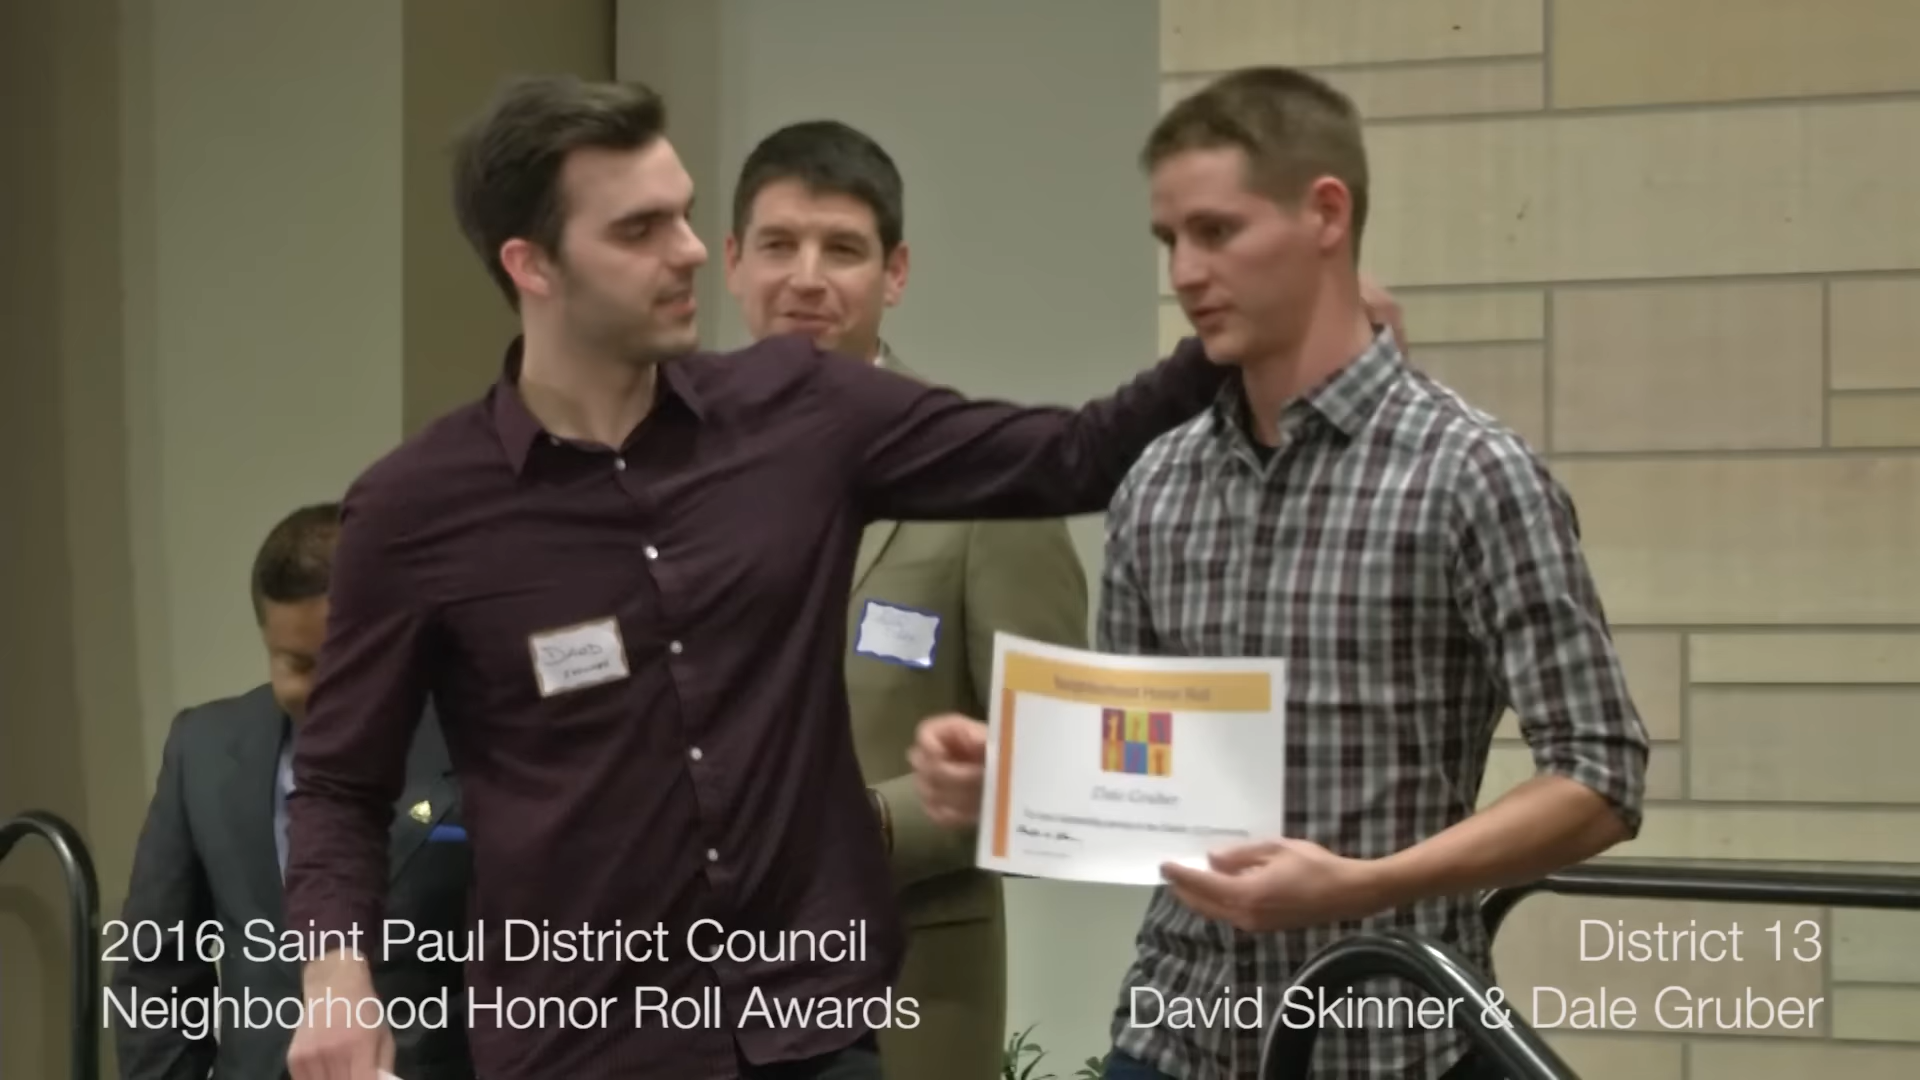 DAVID
Neighborhood Honor Roll
Dale Gruber
2016 Saint Paul District Council
Neighborhood Honor Roll Awards
District 13
David Skinner & Dale Gruber